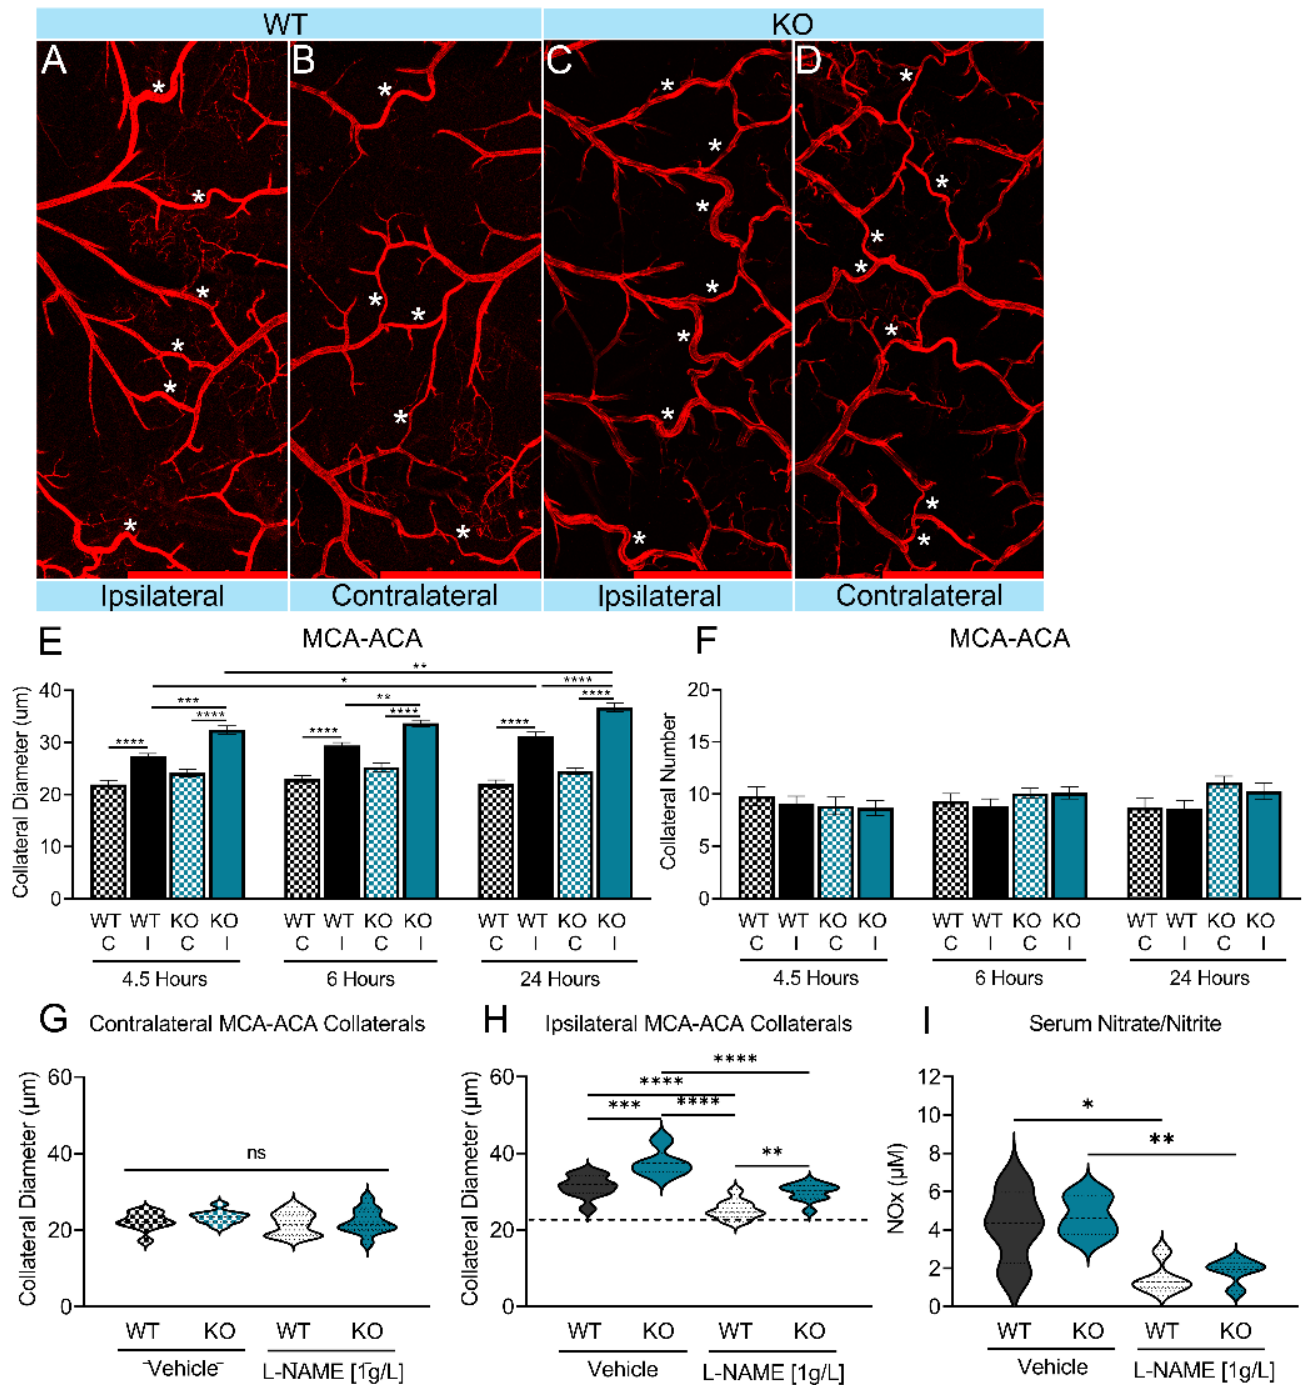 WT KO
A B C D
* * * * * *
* * * * * *
* * * * * * *
* * * * * * *
Ipsilateral Contralateral Ipsilateral Contralateral
E MCA-ACA
Collateral Diameter (um)
40
30
20
10
0
**
* ****
*** ** ****
**** **** **** **** ****
WT WT KO KO WT WT KO KO WT WT KO KO
C I C I C I C I C I C I
4.5 Hours 6 Hours 24 Hours
F MCA-ACA
Collateral Number
20
15
10
5
0
WT WT KO KO WT WT KO KO WT WT KO KO
C I C I C I C I C I C I
4.5 Hours 6 Hours 24 Hours
G Contralateral MCA-ACA Collaterals
Collateral Diameter (µm)
60
40
20
0
ns
WT KO WT KO
Vehicle L-NAME [1g/L]
H Ipsilateral MCA-ACA Collaterals
Collateral Diameter (µm)
60
40
20
0
****
****
*** ****
**
WT KO WT KO
Vehicle L-NAME [1g/L]
I Serum Nitrate/Nitrite
NOx (µM)
12
10
8
6
4
2
0
*
**
WT KO WT KO
Vehicle L-NAME [1g/L]